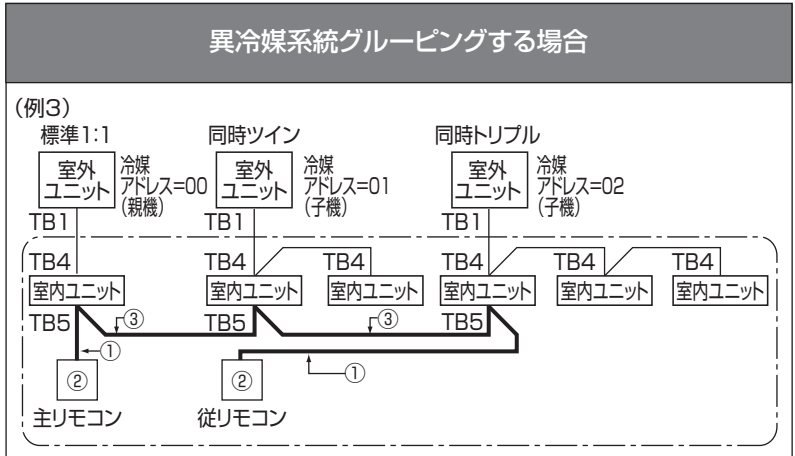 異冷媒系統グルーピングする場合
(例3)
標準1:1
同時ツイン
同時トリプル
室外
ユニット
冷媒
アドレス=00
(親機)
室外
ユニット
冷媒
アドレス=01
(子機)
室外
ユニット
冷媒
アドレス=02
(子機)
TB1
TB1
TB1
TB4
TB4
TB4
TB4
TB4
TB4
室内ユニット
室内ユニット
室内ユニット
室内ユニット
室内ユニット
室内ユニット
TB5
③
TB5
③
TB5
①
①
②
②
主リモコン
従リモコン